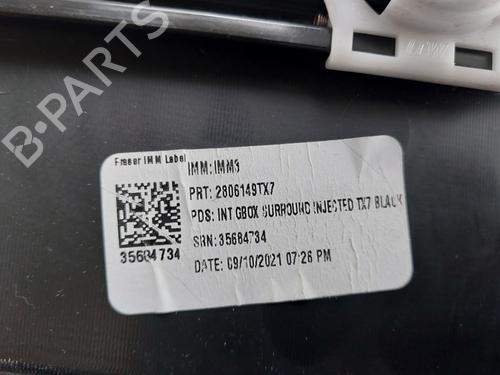 Fraser IMM Label
IMM: IMM3
PRT: 2806149TX7
PDS: INT GBOX SURROUND INJECTED TX7 BLACK
SRN: 35684734
35684734
DATE: 09/10/2021 07:26 PM
B-PARTS